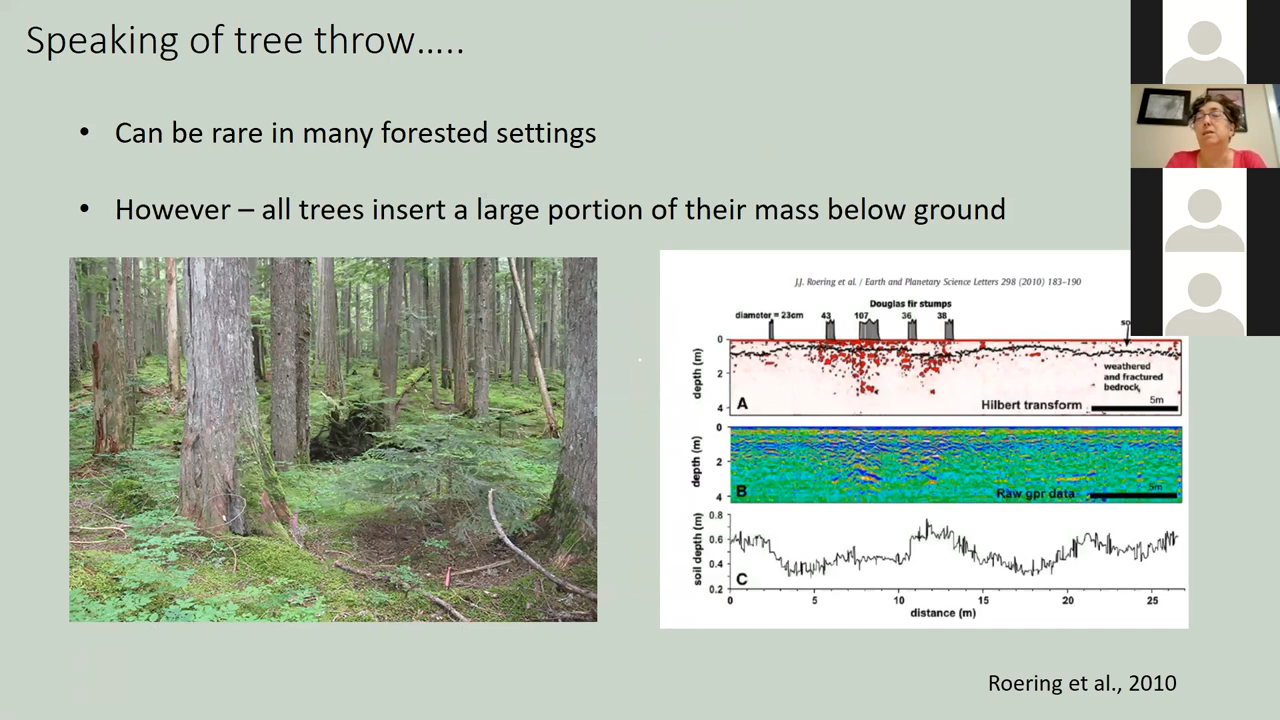 Speaking of tree throw.....
• Can be rare in many forested settings
• However – all trees insert a large portion of their mass below ground
J.J. Roering et al. / Earth and Planetary Science Letters 298 (2010) 183–190
Douglas fir stumps
diameter = 23cm 43 107 36 38
so
0
2
4
depth (m)
A
weathered
and fractured
bedrock
Hilbert transform
5m
0
2
4
depth (m)
B
Raw gpr data
5m
0.8
0.6
0.4
0.2
soil depth (m)
C
0 5 10 15 20 25
distance (m)
Roering et al., 2010